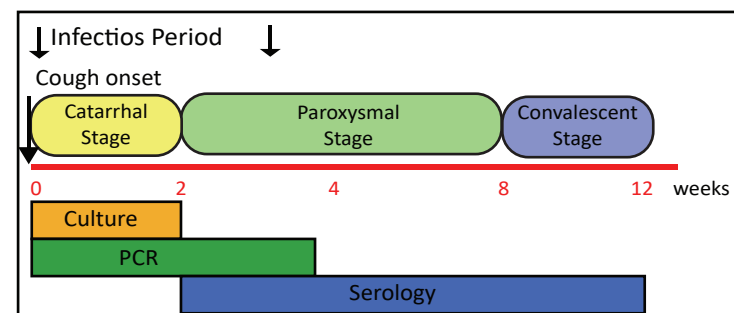 Infectios Period
Cough onset
Catarrhal
Stage
Paroxysmal
Stage
Convalescent
Stage
0 2 4 8 12 weeks
Culture
PCR
Serology